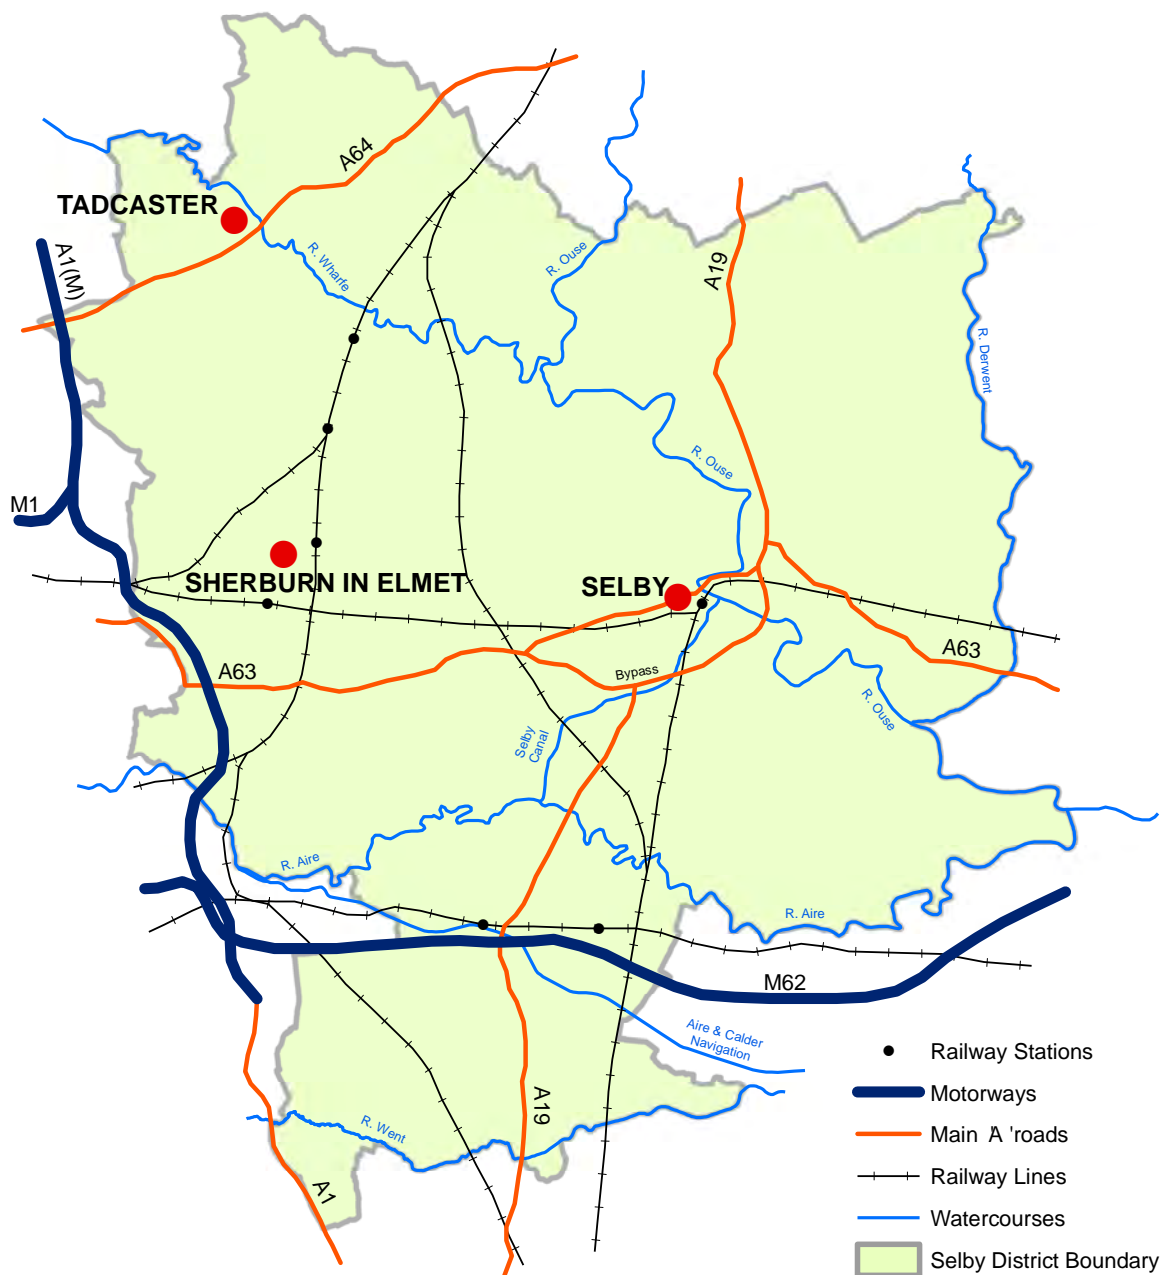 A64
TADCASTER
A1(M)
R. Wharfe
R. Ouse
A19
R. Derwent
R. Ouse
M1
SHERBURN IN ELMET
SELBY
A63
Bypass
A63
R. Ouse
Selby
Canal
R. Aire
R. Aire
M62
Aire & Calder
Navigation
A19
R. Went
A1
Railway Stations
Motorways
Main 'A 'roads
Railway Lines
Watercourses
Selby District Boundary